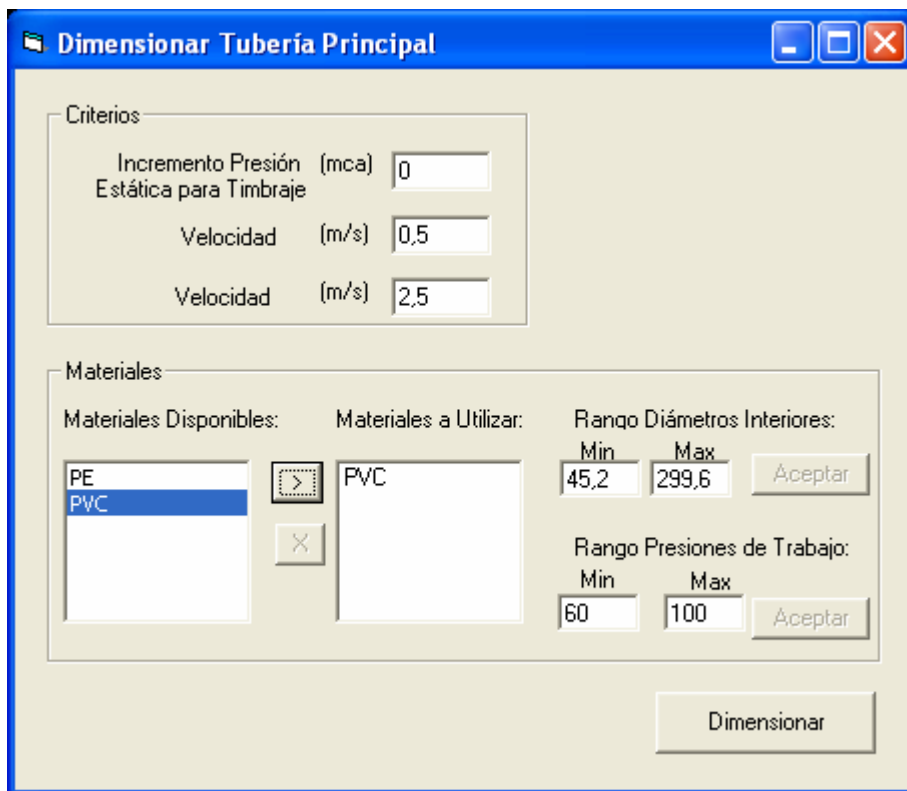 Dimensionar Tubería Principal
Criterios
Incremento Presión (mca) 0
Estática para Timbraje
Velocidad (m/s) 0,5
Velocidad (m/s) 2,5
Materiales
Materiales Disponibles: Materiales a Utilizar: Rango Diámetros Interiores:
Min Max
PE > PVC 45,2 299,6 Aceptar
PVC
X
Rango Presiones de Trabajo:
Min Max
60 100 Aceptar
Dimensionar